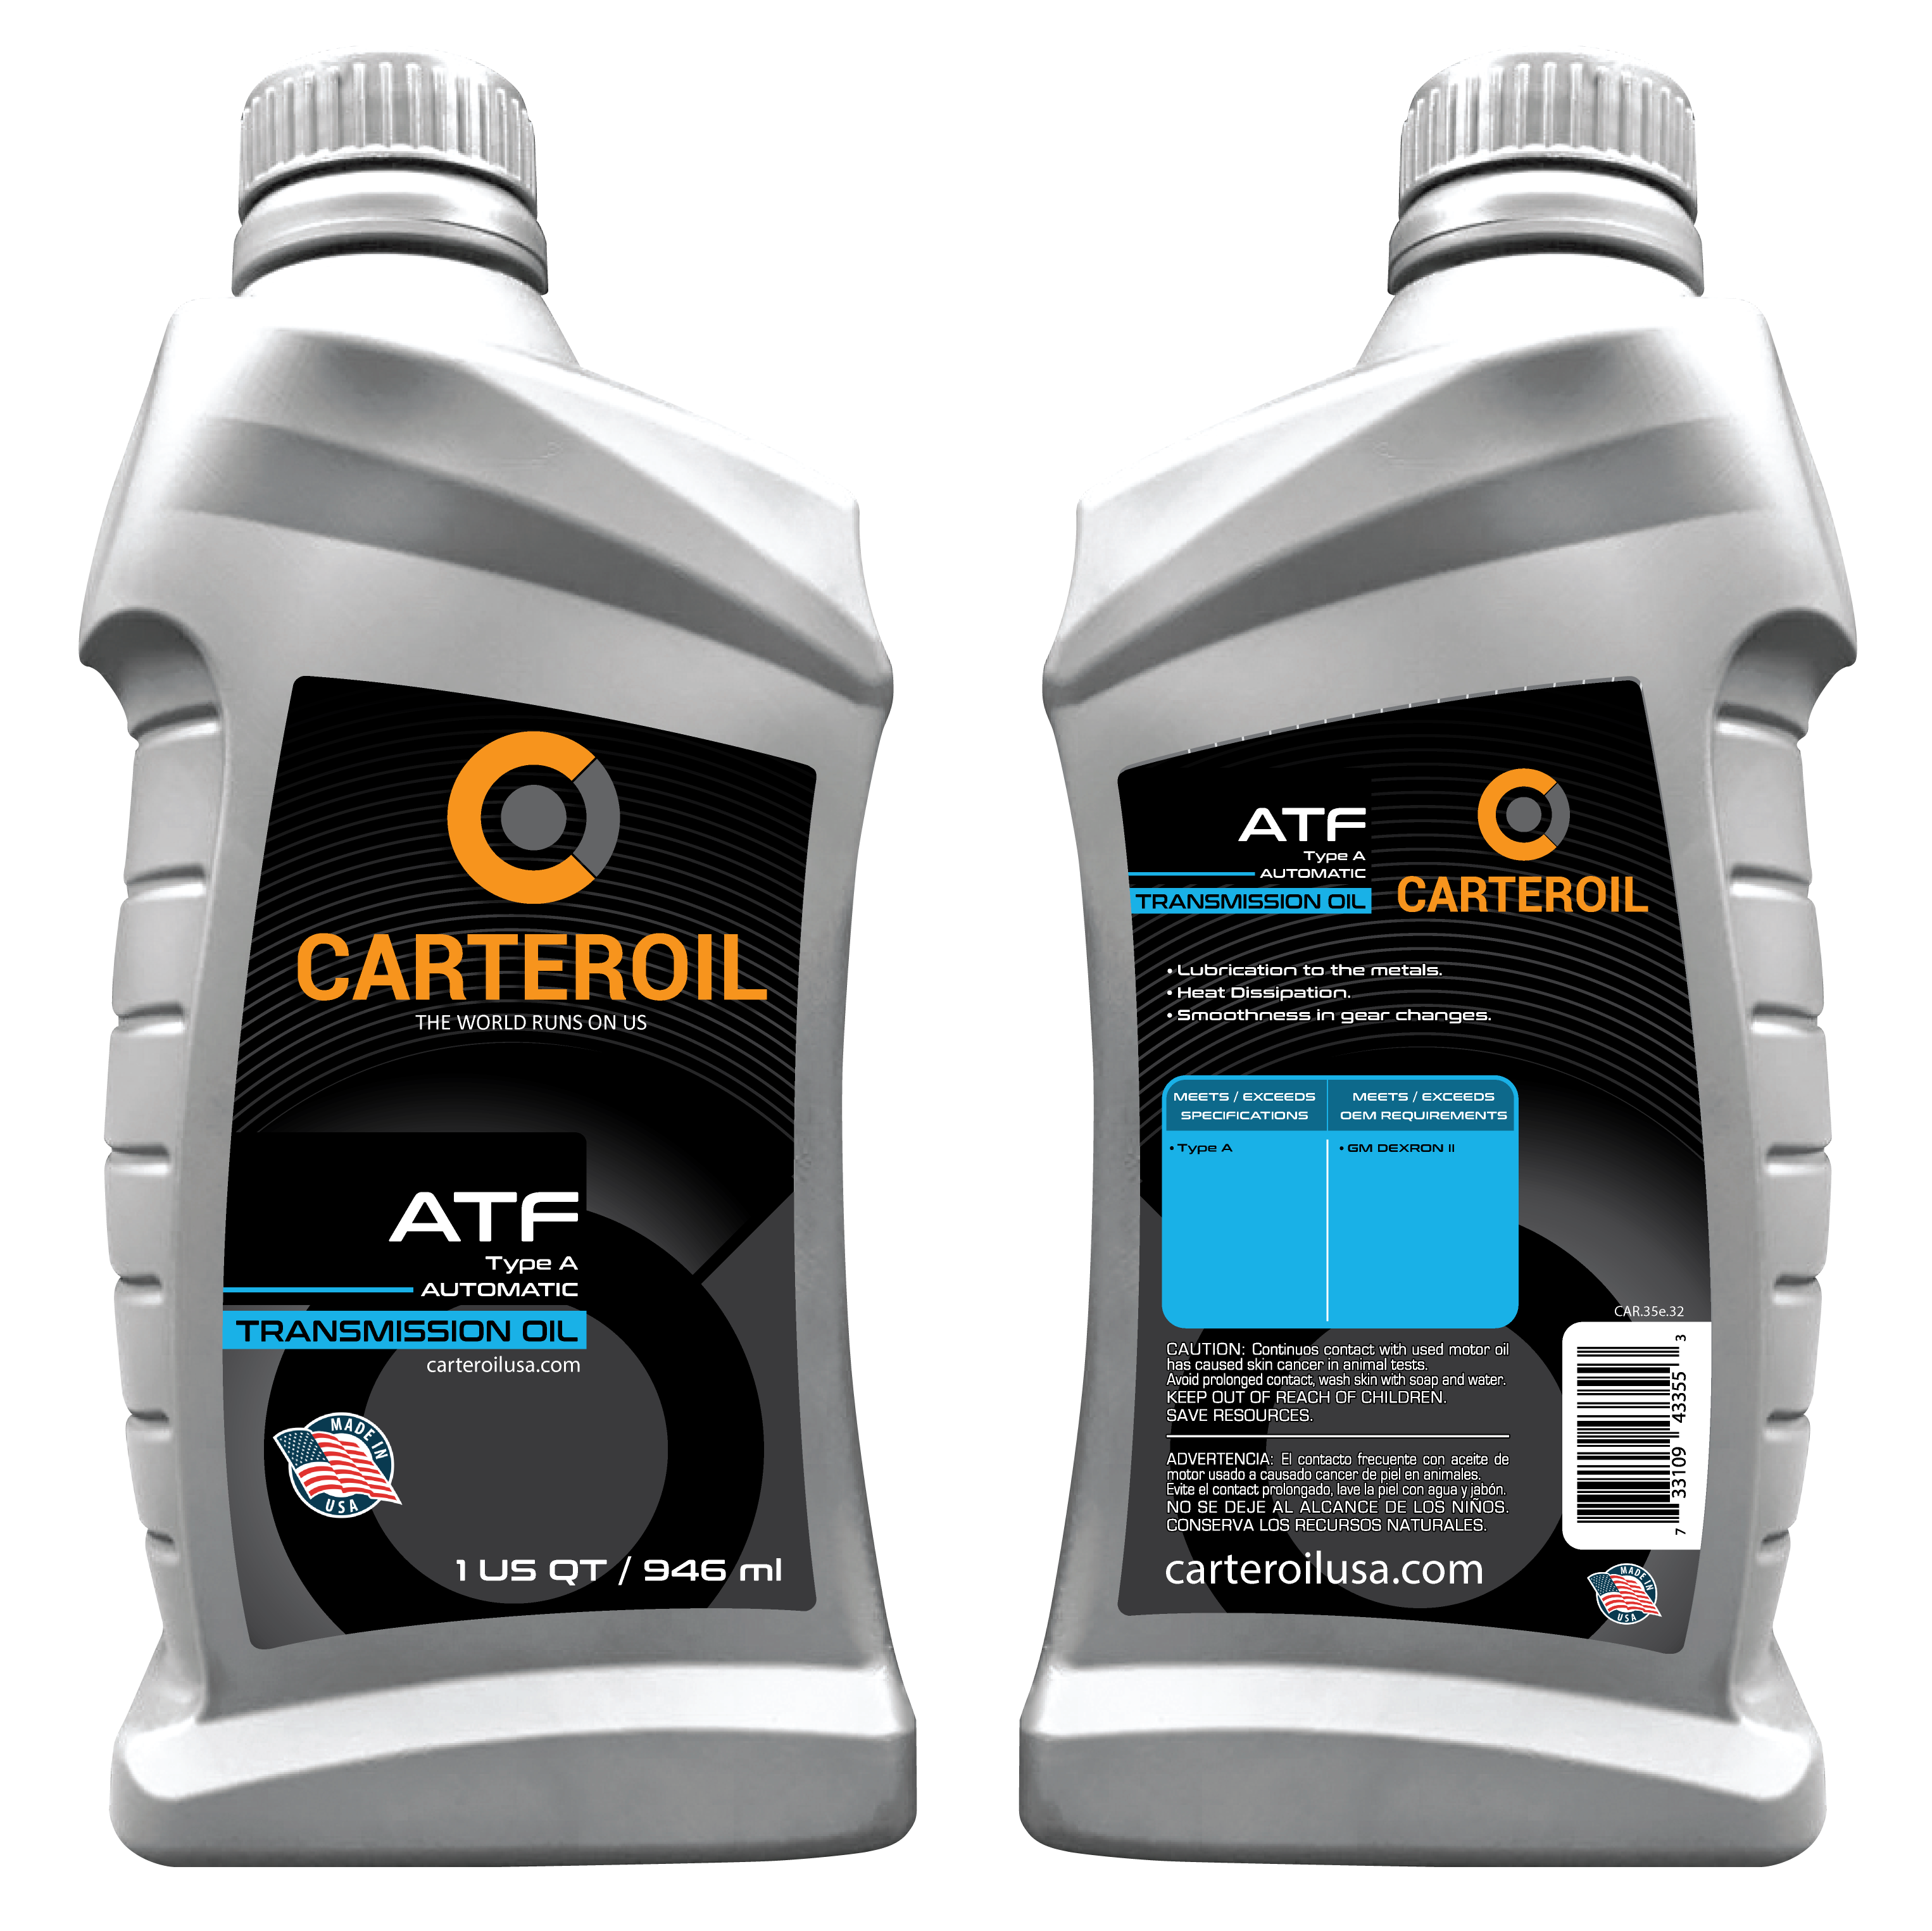 CARTEROIL
THE WORLD RUNS ON US
ATF
Type A
AUTOMATIC
TRANSMISSION OIL
carteroilusa.com
MADE IN
USA
1 US QT / 946 ml
ATF
Type A
AUTOMATIC
TRANSMISSION OIL
CARTEROIL
• Lubrication to the metals.
• Heat Dissipation.
• Smoothness in gear changes.
MEETS / EXCEEDS
SPECIFICATIONS
MEETS / EXCEEDS
OEM REQUIREMENTS
• Type A
• GM DEXRON II
CAUTION: Continuos contact with used motor oil
has caused skin cancer in animal tests.
Avoid prolonged contact, wash skin with soap and water.
KEEP OUT OF REACH OF CHILDREN.
SAVE RESOURCES.
ADVERTENCIA: El contacto frecuente con aceite de
motor usado a causado cancer de piel en animales.
Evite el contact prolongado, lave la piel con agua y jabón.
NO SE DEJE AL ALCANCE DE LOS NIÑOS.
CONSERVA LOS RECURSOS NATURALES.
carteroilusa.com
CAR.35e.32
7 33109 43355 3
MADE IN
USA